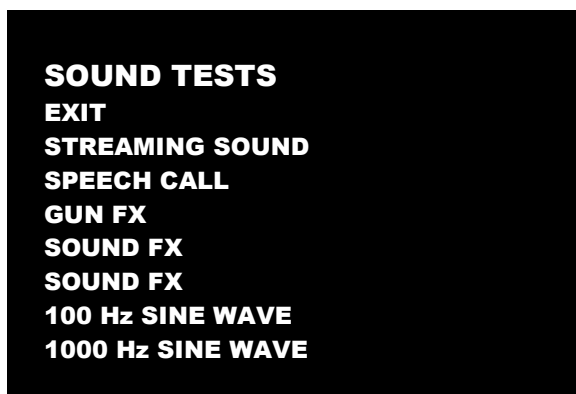 SOUND TESTS
EXIT
STREAMING SOUND
SPEECH CALL
GUN FX
SOUND FX
SOUND FX
100 Hz SINE WAVE
1000 Hz SINE WAVE